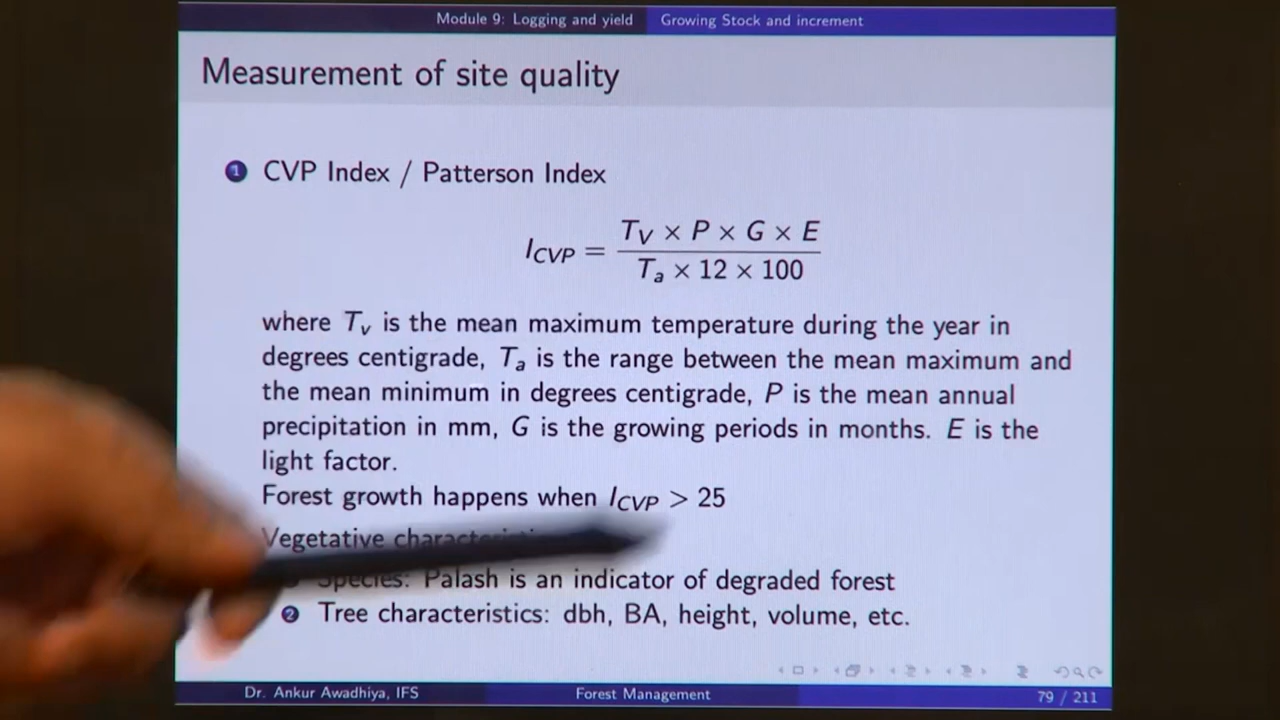 Module 9: Logging and yield Growing Stock and increment
Measurement of site quality
1 CVP Index / Patterson Index
I_CVP = (T_V × P × G × E) / (T_a × 12 × 100)
where T_v is the mean maximum temperature during the year in
degrees centigrade, T_a is the range between the mean maximum and
the mean minimum in degrees centigrade, P is the mean annual
precipitation in mm, G is the growing periods in months. E is the
light factor.
Forest growth happens when I_CVP > 25
Vegetative
Species: Palash is an indicator of degraded forest
2 Tree characteristics: dbh, BA, height, volume, etc.
Dr. Ankur Awadhiya, IFS Forest Management 79 / 211